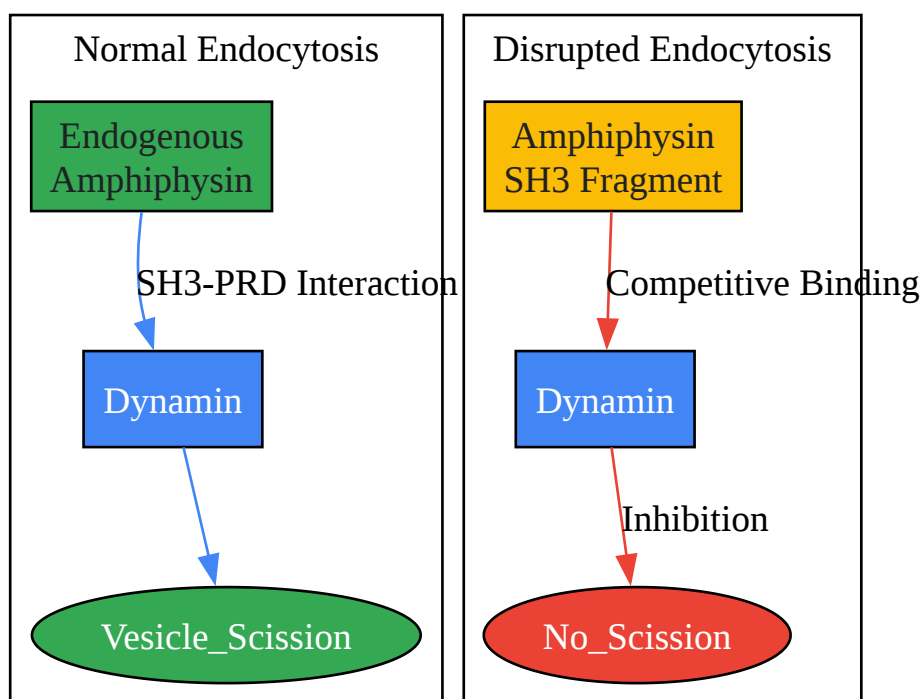 Normal Endocytosis
Endogenous
Amphiphysin
SH3-PRD Interaction
Dynamin
Vesicle_Scission
Disrupted Endocytosis
Amphiphysin
SH3 Fragment
Competitive Binding
Dynamin
Inhibition
No_Scission